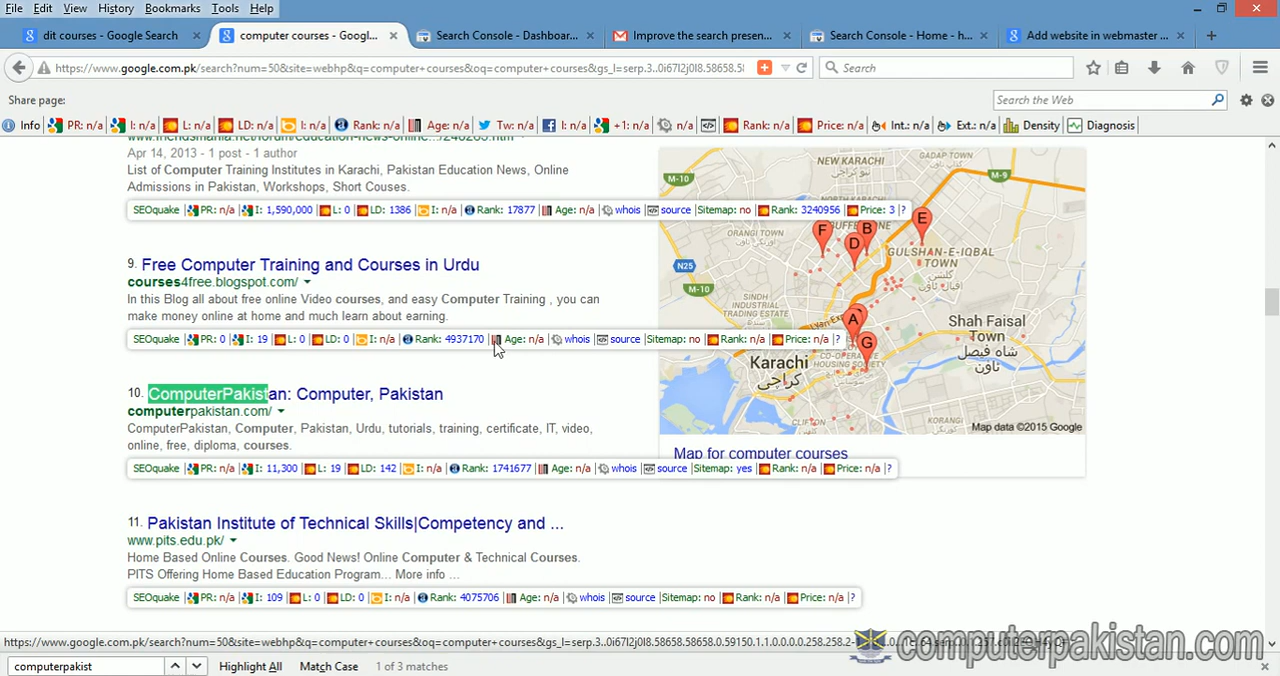 File Edit View History Bookmarks Tools Help
dit courses - Google Search
computer courses - Googl...
Search Console - Dashboar...
Improve the search presen...
Search Console - Home - h...
Add website in webmaster ...
https://www.google.com.pk/search?num=50&site=webhp&q=computer+courses&oq=computer+courses&gs_l=serp.3..0i67l2j0l8.58658.58
Search
Share page:
Search the Web
Info PR: n/a I: n/a L: n/a LD: n/a I: n/a Rank: n/a Age: n/a Tw: n/a I: n/a +1: n/a n/a Rank: n/a Price: n/a Int.: n/a Ext.: n/a Density Diagnosis
Apr 14, 2013 - 1 post - 1 author
List of Computer Training Institutes in Karachi, Pakistan Education News, Online
Admissions in Pakistan, Workshops, Short Couses.
SEOquake PR: n/a I: 1,590,000 L: 0 LD: 1386 I: n/a Rank: 17877 Age: n/a whois source Sitemap: no Rank: 3240956 Price: 3 ?
9. Free Computer Training and Courses in Urdu
courses4free.blogspot.com/
In this Blog all about free online Video courses, and easy Computer Training , you can
make money online at home and much learn about earning.
SEOquake PR: 0 I: 19 L: 0 LD: 0 I: n/a Rank: 4937170 Age: n/a whois source Sitemap: no Rank: n/a Price: n/a ?
10. ComputerPakistan: Computer, Pakistan
computerpakistan.com/
ComputerPakistan, Computer, Pakistan, Urdu, tutorials, training, certificate, IT, video,
online, free, diploma, courses.
SEOquake PR: n/a I: 11,300 L: 19 LD: 142 I: n/a Rank: 1741677 Age: n/a whois source Sitemap: yes Rank: n/a Price: n/a ?
11. Pakistan Institute of Technical Skills|Competency and ...
www.pits.edu.pk/
Home Based Online Courses. Good News! Online Computer & Technical Courses.
PITS Offering Home Based Education Program... More info ...
SEOquake PR: n/a I: 109 L: 0 LD: 0 I: n/a Rank: 4075706 Age: n/a whois source Sitemap: no Rank: n/a Price: n/a ?
NEW KARACHI
GADAP TOWN
M-10
M-9
ORANGI TOWN
اورنگی ٹاؤن
F
B
D
E
GULSHAN-E-IQBAL
TOWN
گلشن
N25
M-10
SINDH
INDUSTRIAL
TRADING ESTATE
A
G
Shah Faisal
Town
شاہ فیصل
ٹاؤن
Karachi
كراچى
CLIFTON
KORANGI
Map data ©2015 Google
Map for computer courses
computerpakistan.com
computerpakist
Highlight All
Match Case
1 of 3 matches